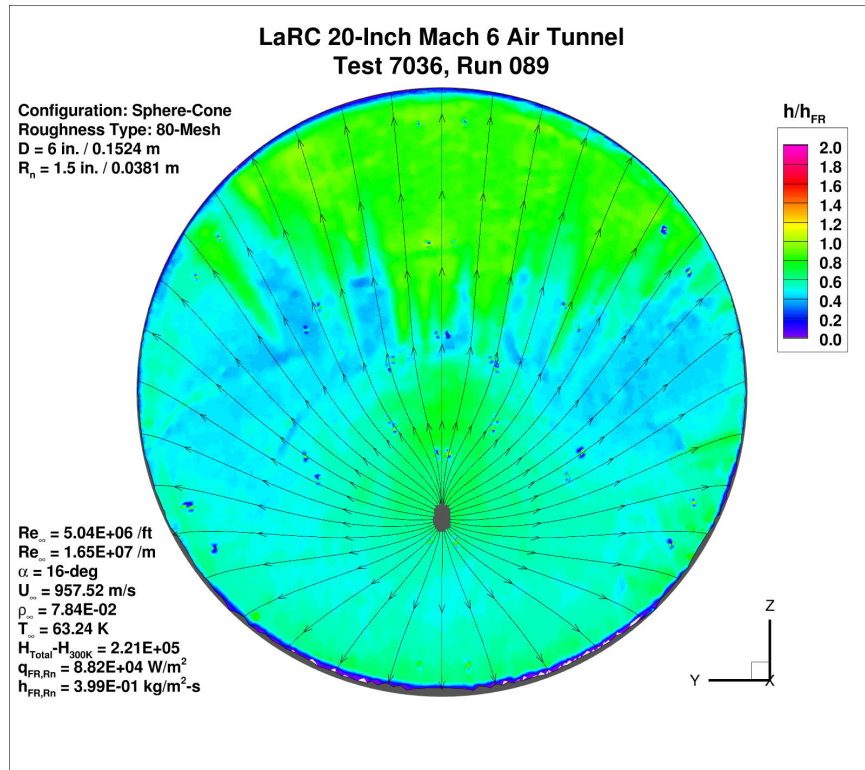 LaRC 20-Inch Mach 6 Air Tunnel
Test 7036, Run 089
Configuration: Sphere-Cone
Roughness Type: 80-Mesh
D = 6 in. / 0.1524 m
Rn = 1.5 in. / 0.0381 m
h/hFR
2.0
1.8
1.6
1.4
1.2
1.0
0.8
0.6
0.4
0.2
0.0
Re∞ = 5.04E+06 /ft
Re∞ = 1.65E+07 /m
α = 16-deg
U∞ = 957.52 m/s
ρ∞ = 7.84E-02
T∞ = 63.24 K
HTotal-H300K = 2.21E+05
qFR,Rn = 8.82E+04 W/m²
hFR,Rn = 3.99E-01 kg/m²-s
Z
Y
X